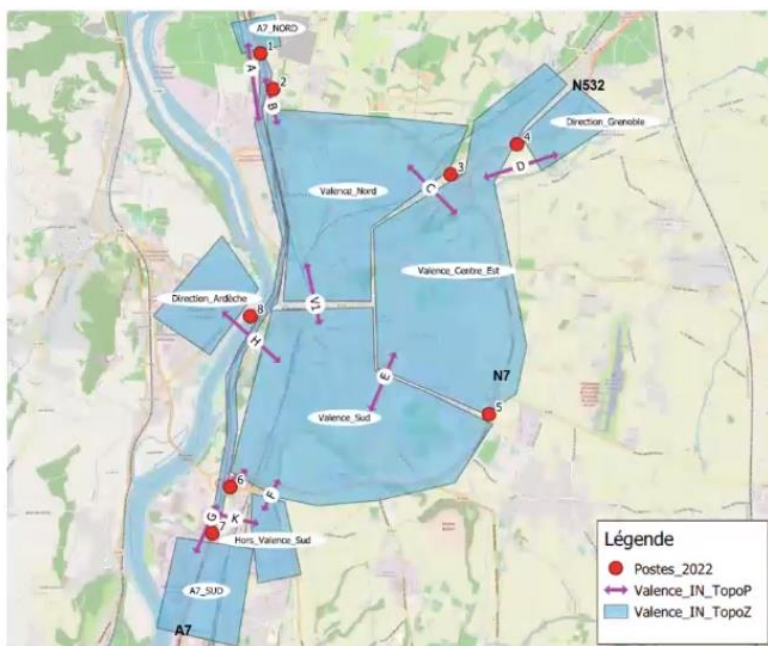 A7_NORD
1
A
2
B
N532
Direction_Grenoble
4
3
D
C
Valence_Nord
Valence_Centre_Est
Direction_Ardèche
8
V1
H
E
N7
5
Valence_Sud
6
F
G
K
7
Hors_Valence_Sud
A7_SUD
A7
Légende
Postes_2022
Valence_IN_TopoP
Valence_IN_TopoZ